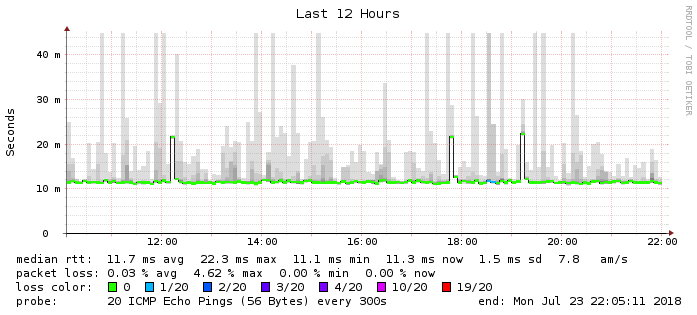 Last 12 Hours
RRDTOOL / TOBI OETIKER
Seconds
40 m
30 m
20 m
10 m
0
12:00 14:00 16:00 18:00 20:00 22:00
median rtt: 11.7 ms avg 22.3 ms max 11.1 ms min 11.3 ms now 1.5 ms sd 7.8 am/s
packet loss: 0.03 % avg 4.62 % max 0.00 % min 0.00 % now
loss color: 0 1/20 2/20 3/20 4/20 10/20 19/20
probe: 20 ICMP Echo Pings (56 Bytes) every 300s end: Mon Jul 23 22:05:11 2018